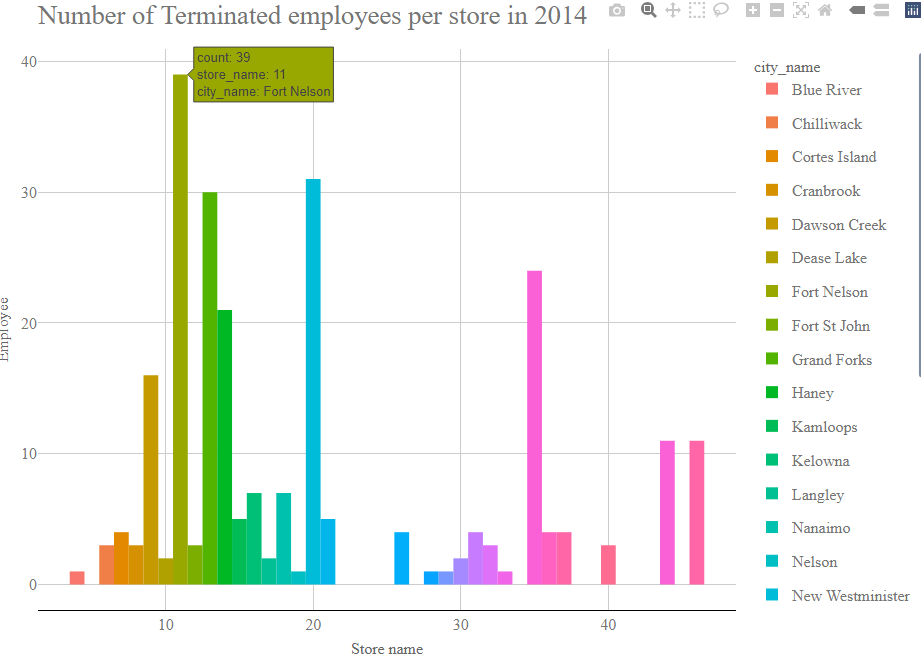 Number of Terminated employees per store in 2014
count: 39
store_name: 11
city_name: Fort Nelson
40
30
20
10
0
Employee
10
20
30
40
Store name
city_name
Blue River
Chilliwack
Cortes Island
Cranbrook
Dawson Creek
Dease Lake
Fort Nelson
Fort St John
Grand Forks
Haney
Kamloops
Kelowna
Langley
Nanaimo
Nelson
New Westminister